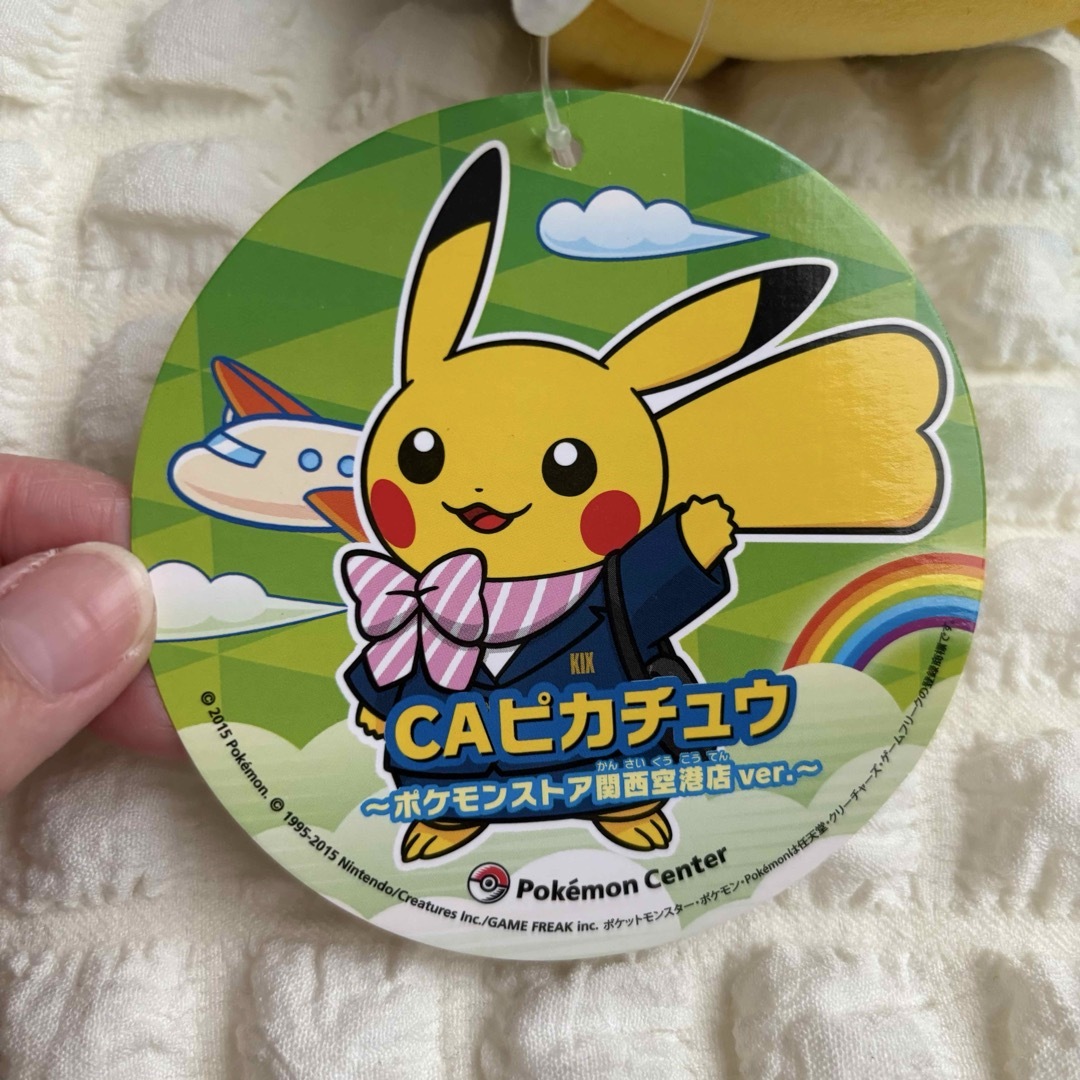 KIX
CAピカチュウ
かん さい くう こう てん
~ポケモンストア関西空港店ver.~
Pokémon Center
© 2015 Pokémon. © 1995-2015 Nintendo/Creatures Inc./GAME FREAK inc. ポケットモンスター・ポケモン・Pokémonは任天堂・クリーチャーズ・ゲームフリークの登録商標です。